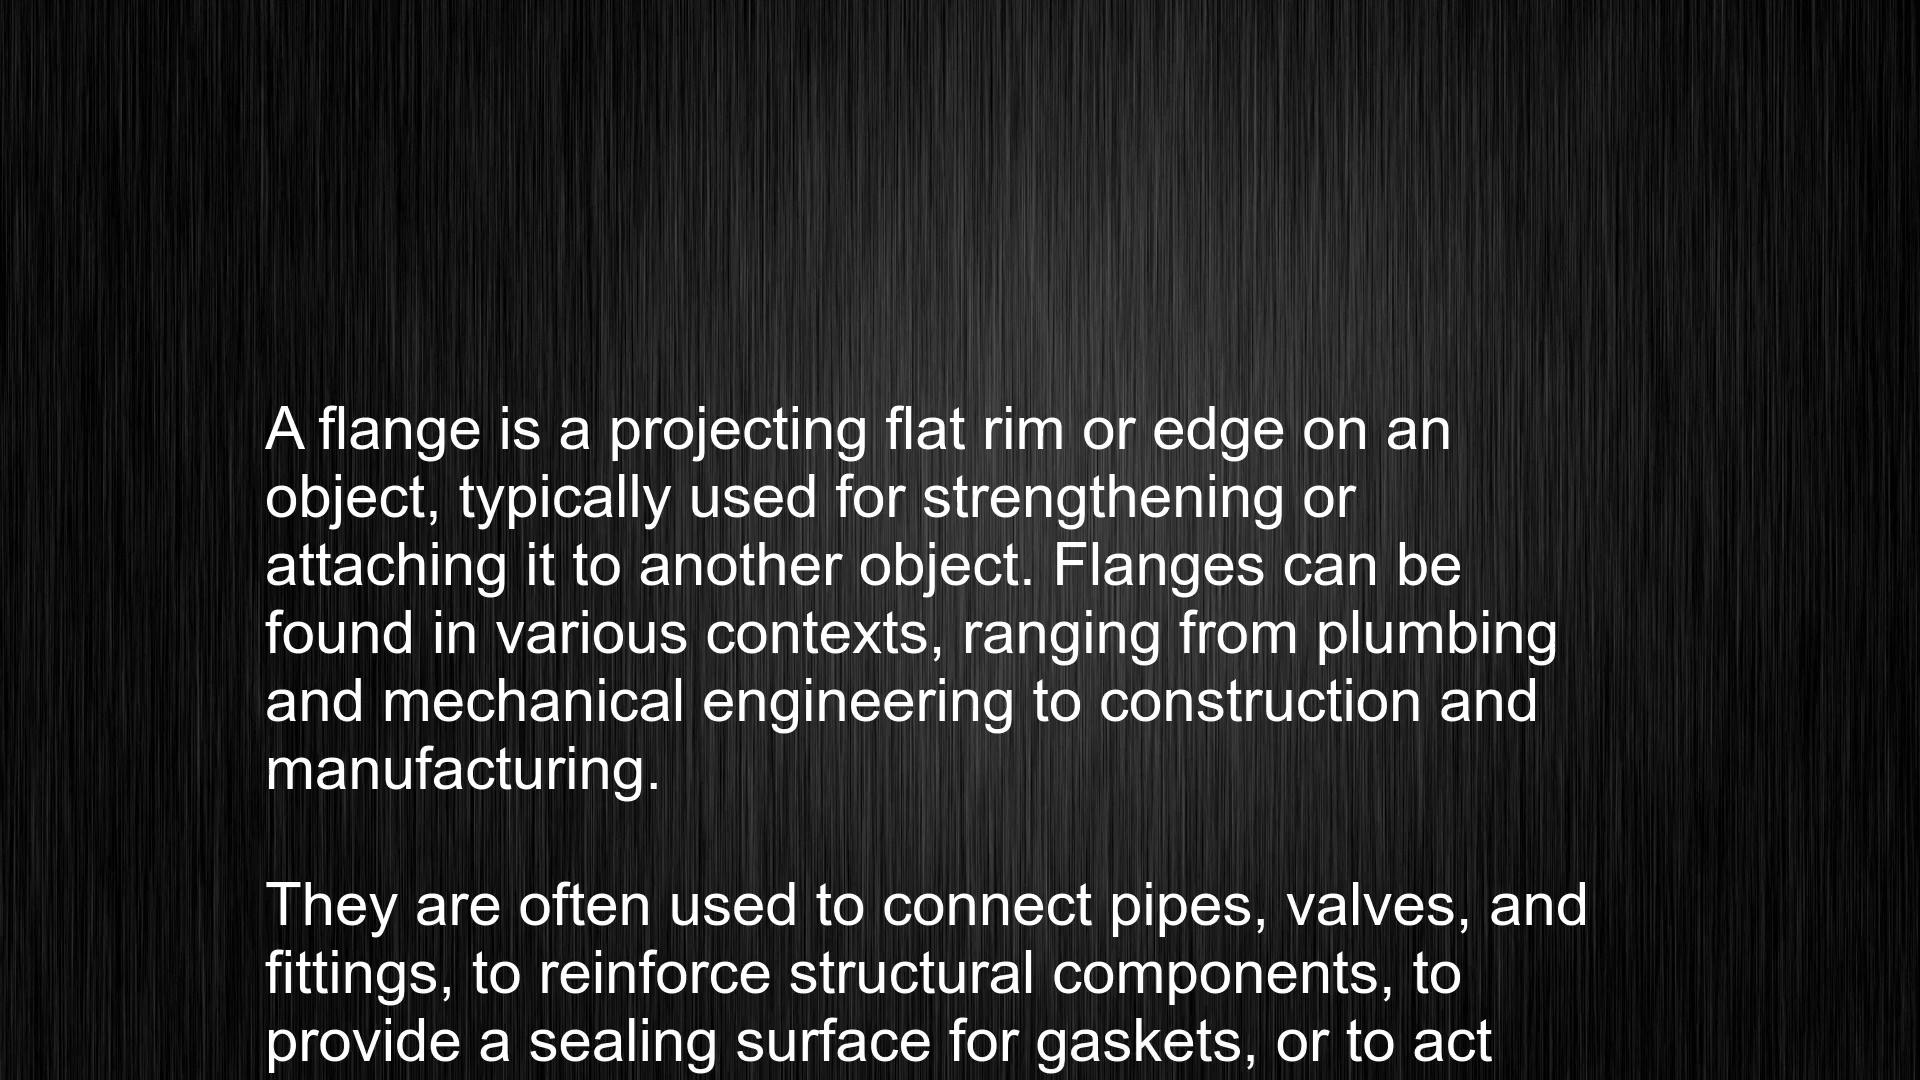 A flange is a projecting flat rim or edge on an
object, typically used for strengthening or
attaching it to another object. Flanges can be
found in various contexts, ranging from plumbing
and mechanical engineering to construction and
manufacturing.
They are often used to connect pipes, valves, and
fittings, to reinforce structural components, to
provide a sealing surface for gaskets, or to act